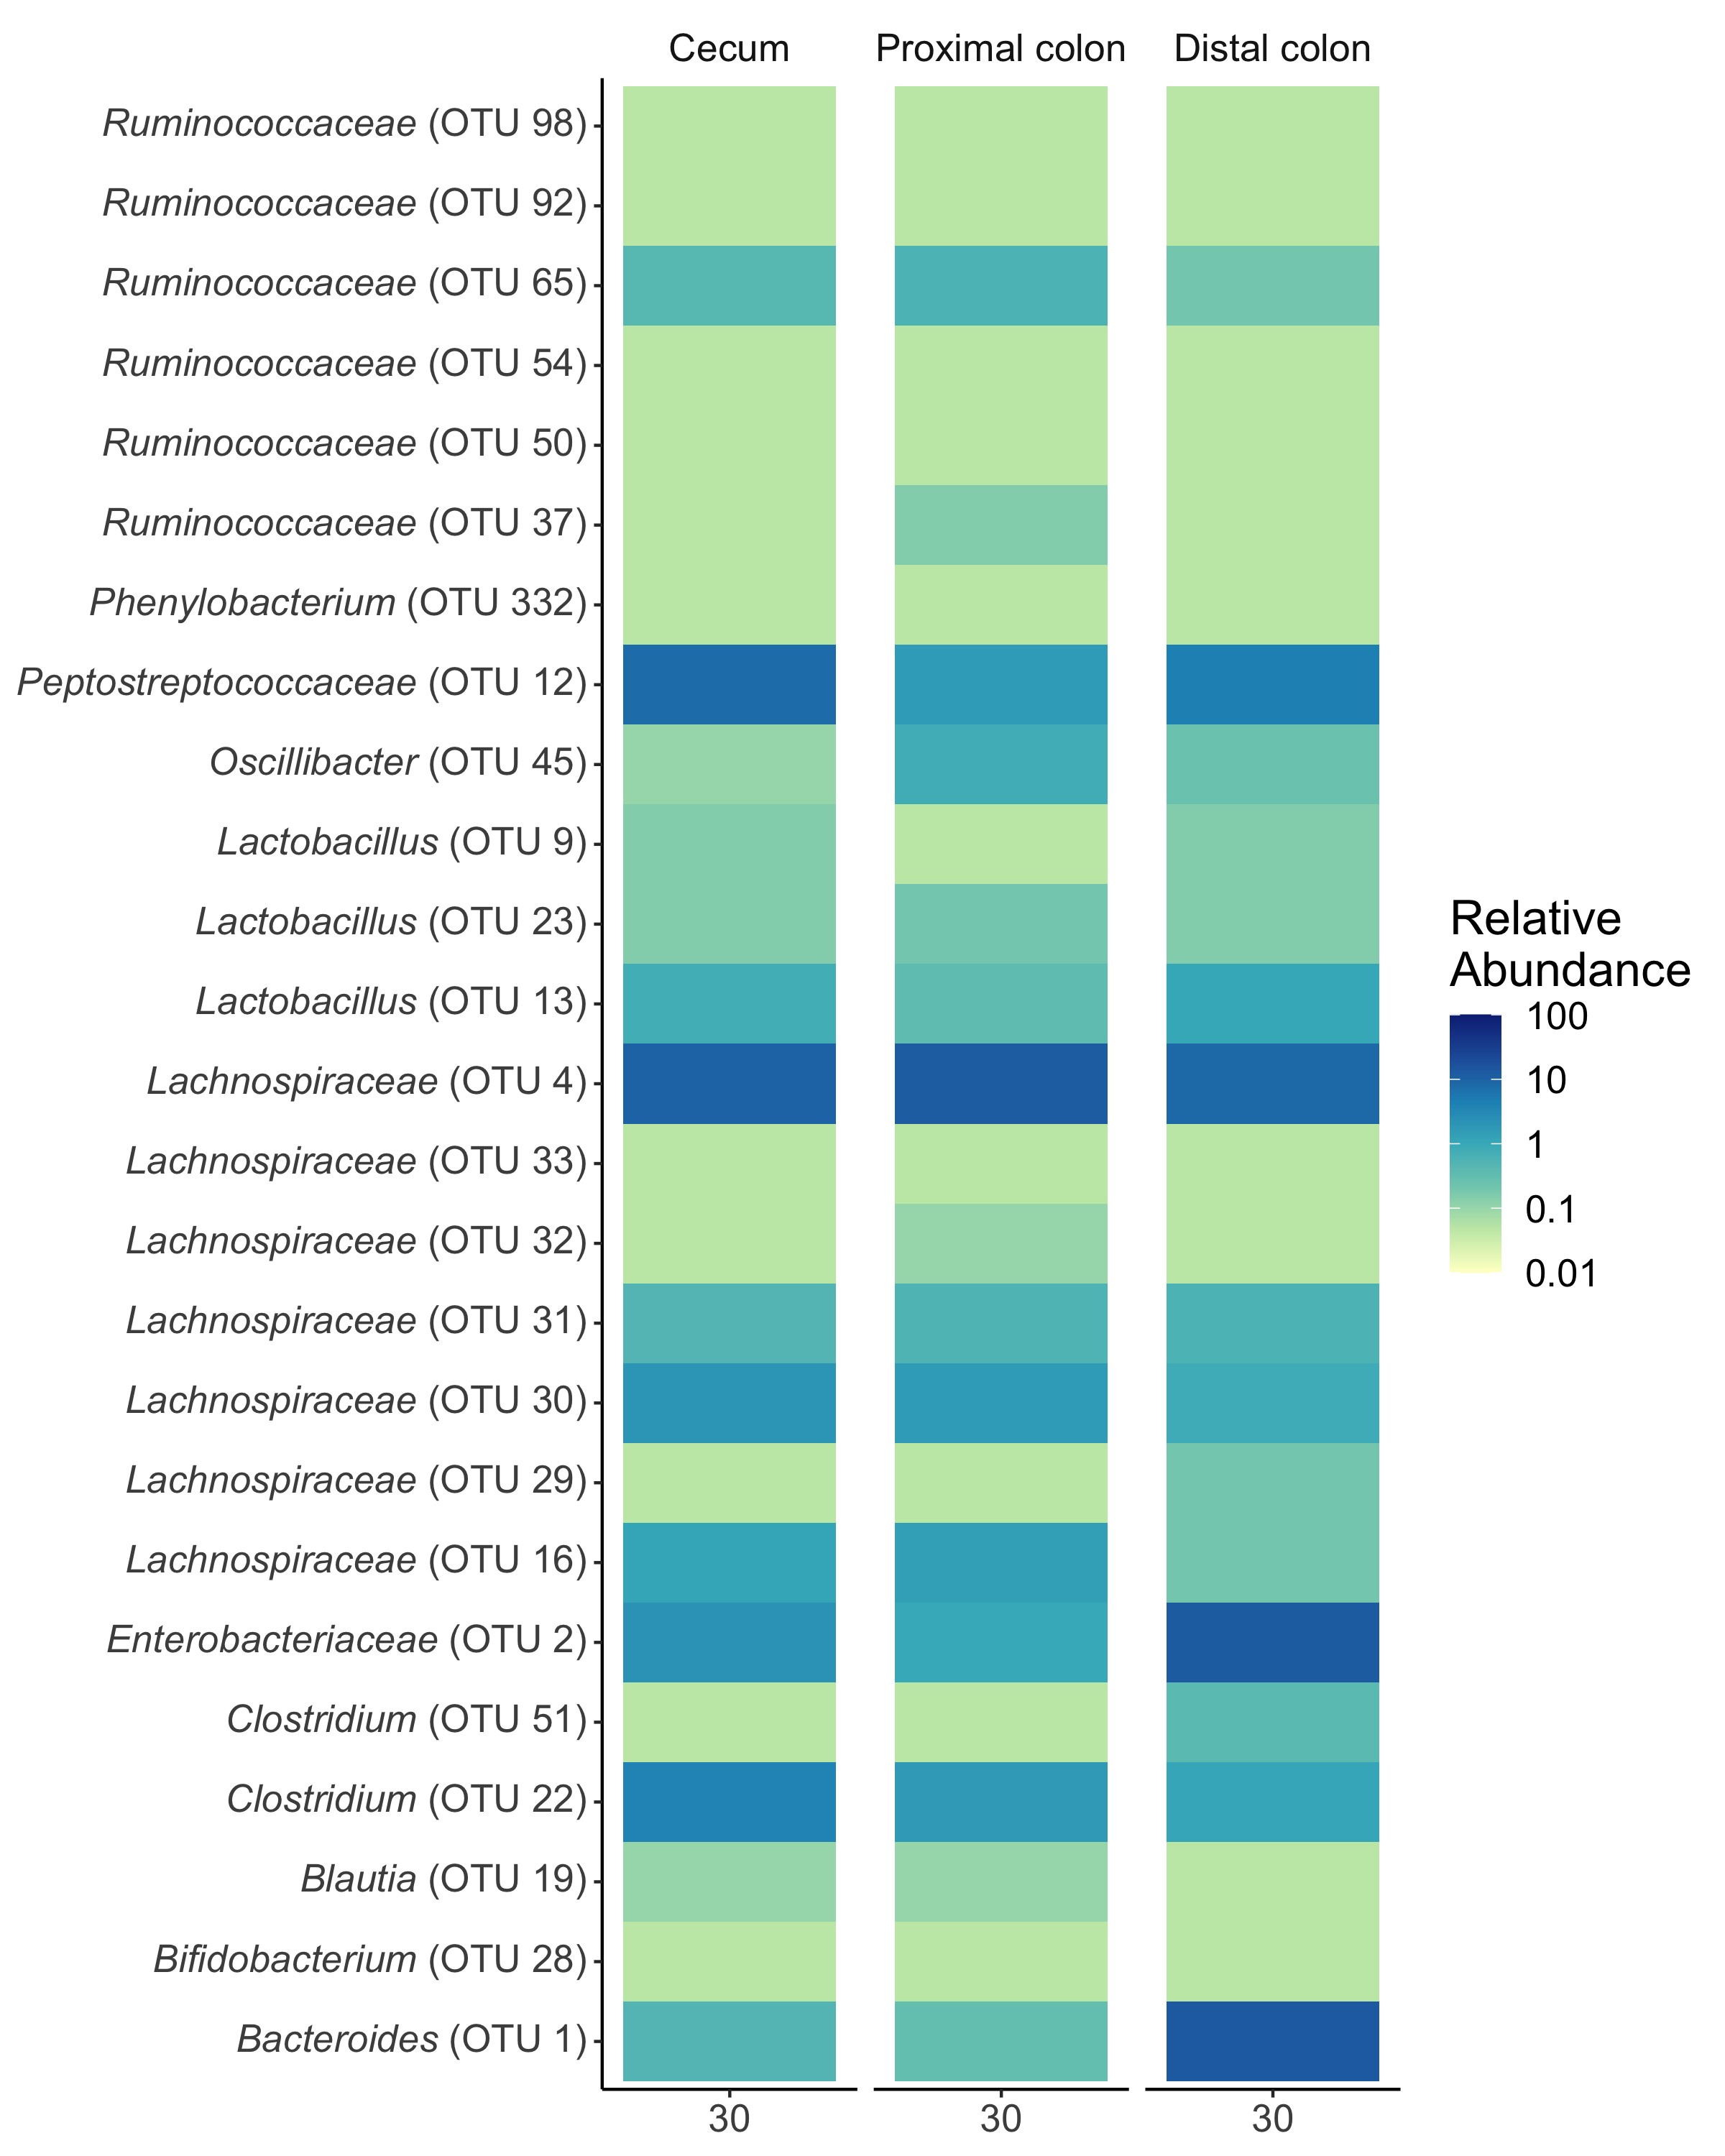 Cecum Proximal colon Distal colon
Ruminococcaceae (OTU 98)
Ruminococcaceae (OTU 92)
Ruminococcaceae (OTU 65)
Ruminococcaceae (OTU 54)
Ruminococcaceae (OTU 50)
Ruminococcaceae (OTU 37)
Phenylobacterium (OTU 332)
Peptostreptococcaceae (OTU 12)
Oscillibacter (OTU 45)
Lactobacillus (OTU 9)
Lactobacillus (OTU 23)
Lactobacillus (OTU 13)
Lachnospiraceae (OTU 4)
Lachnospiraceae (OTU 33)
Lachnospiraceae (OTU 32)
Lachnospiraceae (OTU 31)
Lachnospiraceae (OTU 30)
Lachnospiraceae (OTU 29)
Lachnospiraceae (OTU 16)
Enterobacteriaceae (OTU 2)
Clostridium (OTU 51)
Clostridium (OTU 22)
Blautia (OTU 19)
Bifidobacterium (OTU 28)
Bacteroides (OTU 1)
30 30 30
Relative
Abundance
100
10
1
0.1
0.01